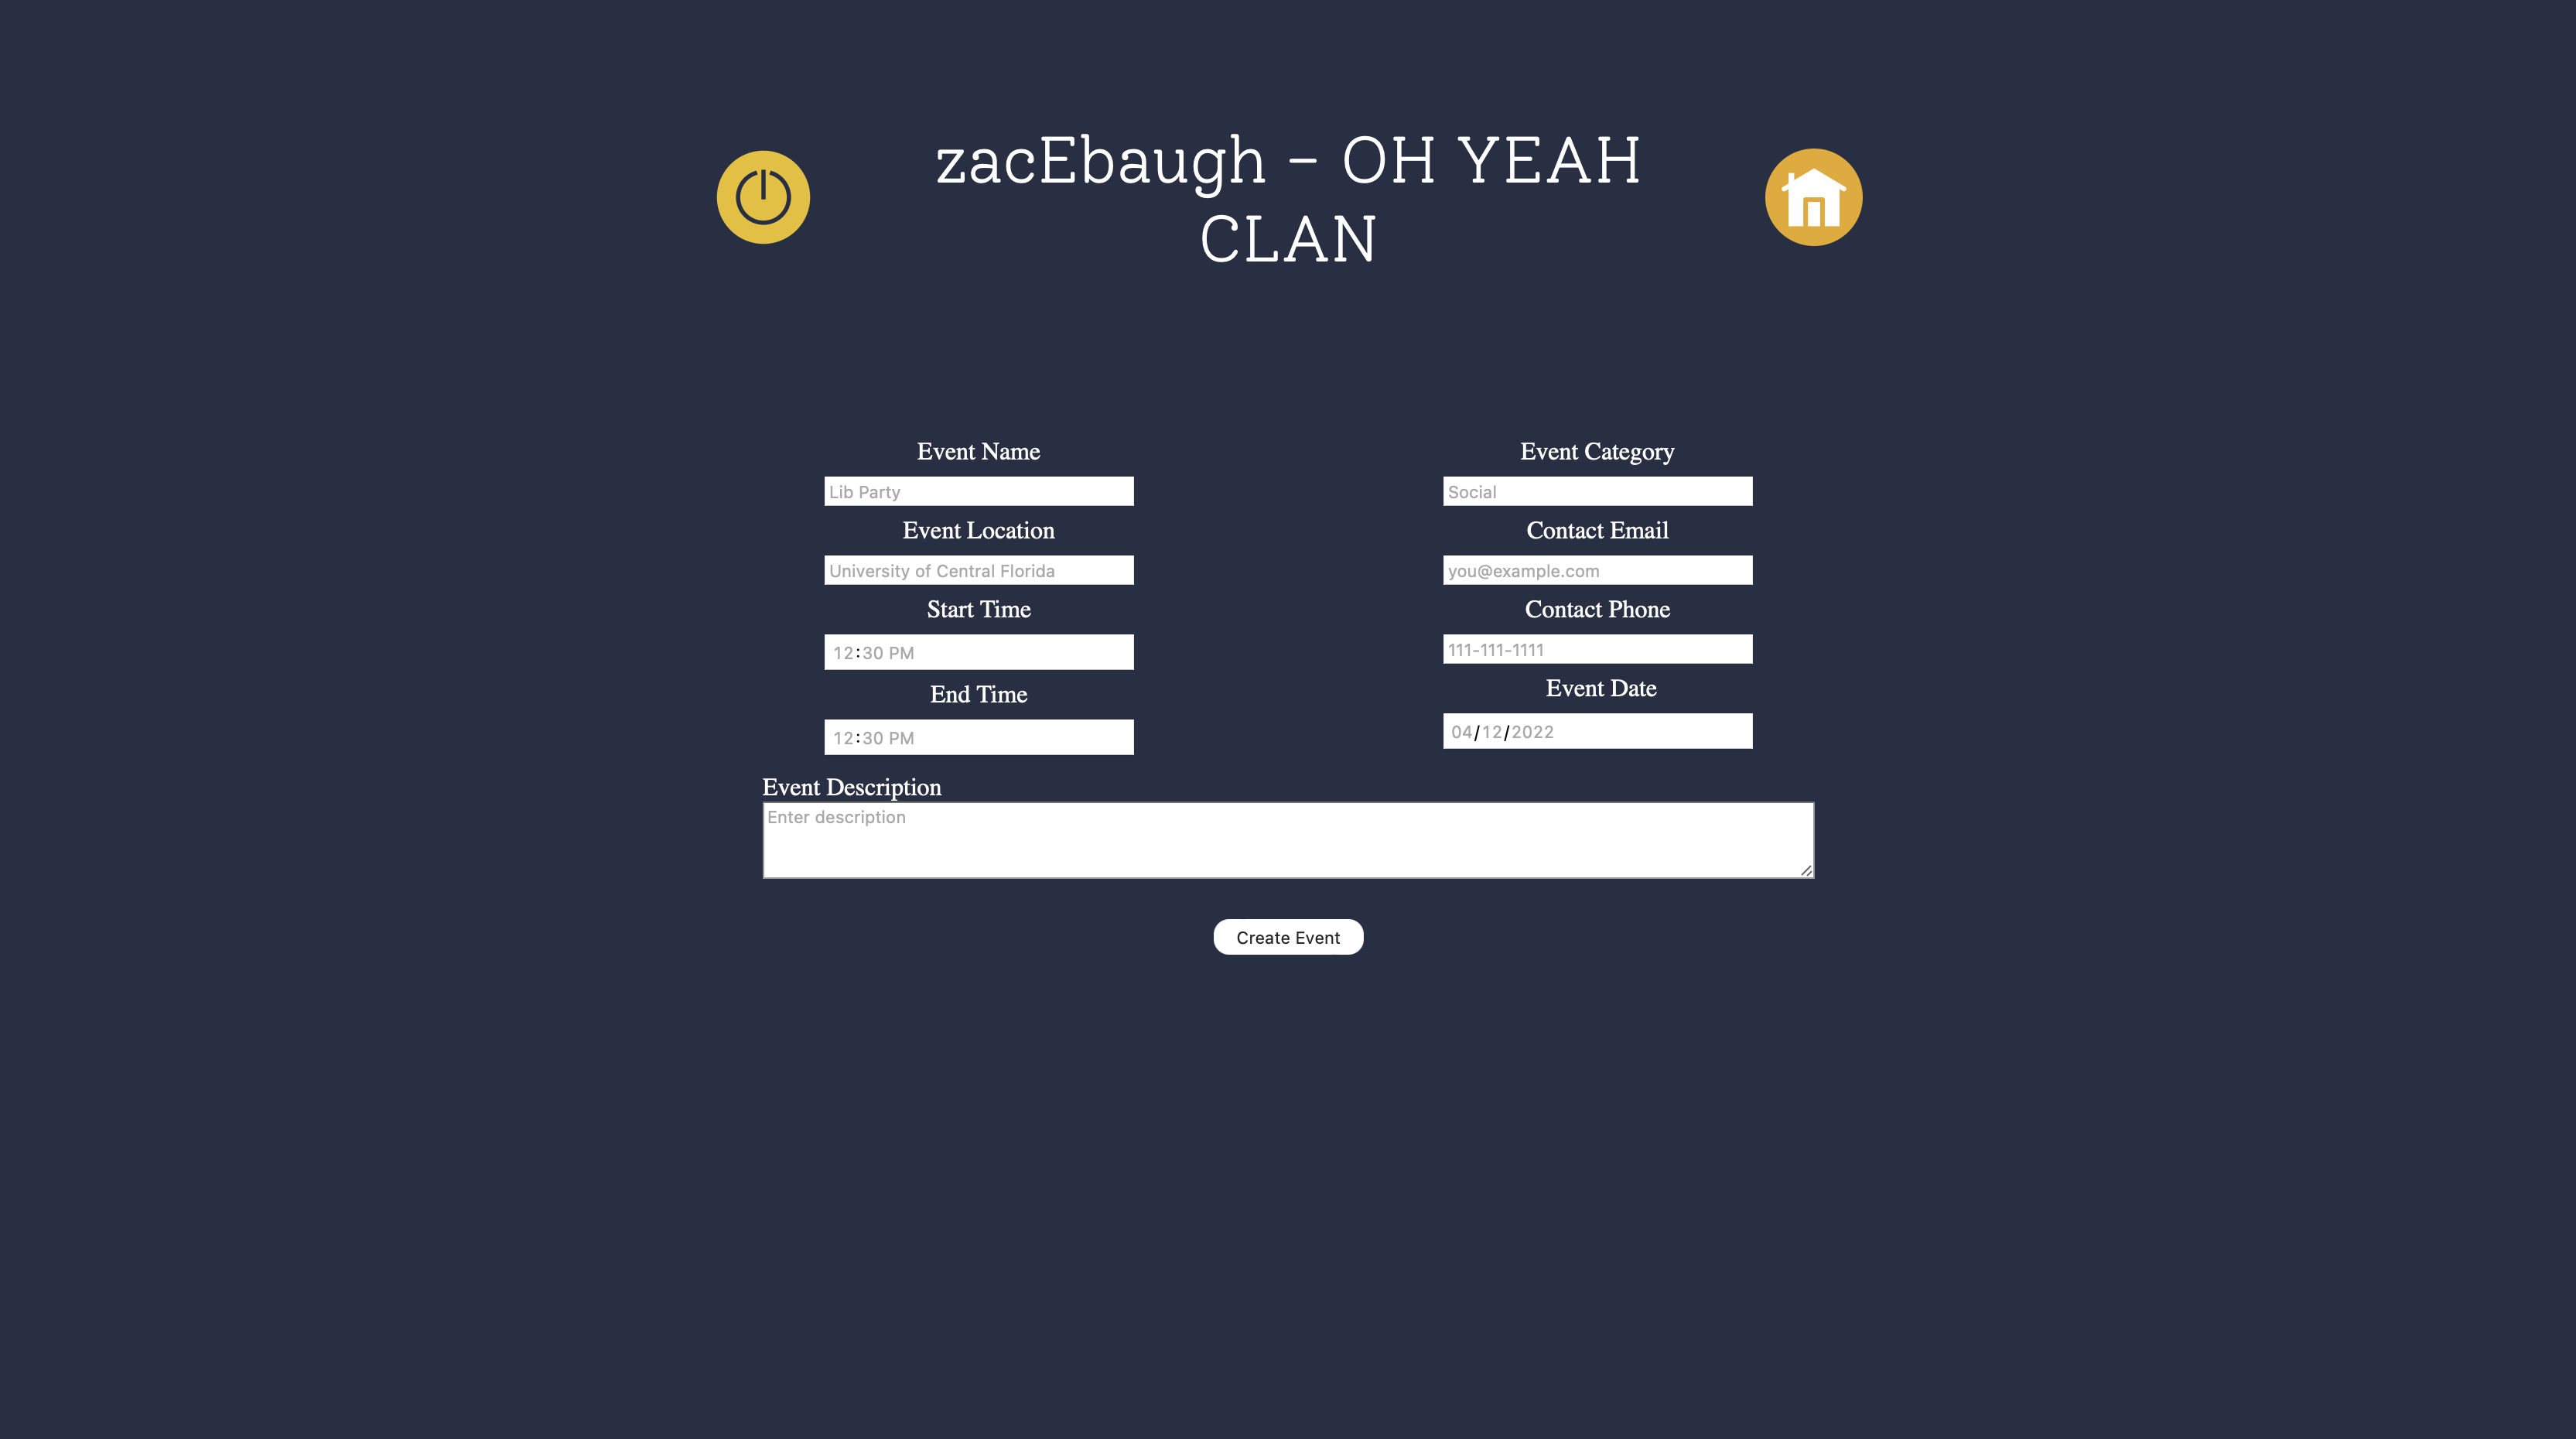 zacEbaugh - OH YEAH
CLAN
Event Name
Lib Party
Event Location
University of Central Florida
Start Time
12:30 PM
End Time
12:30 PM
Event Category
Social
Contact Email
you@example.com
Contact Phone
111-111-1111
Event Date
04/12/2022
Event Description
Enter description
Create Event